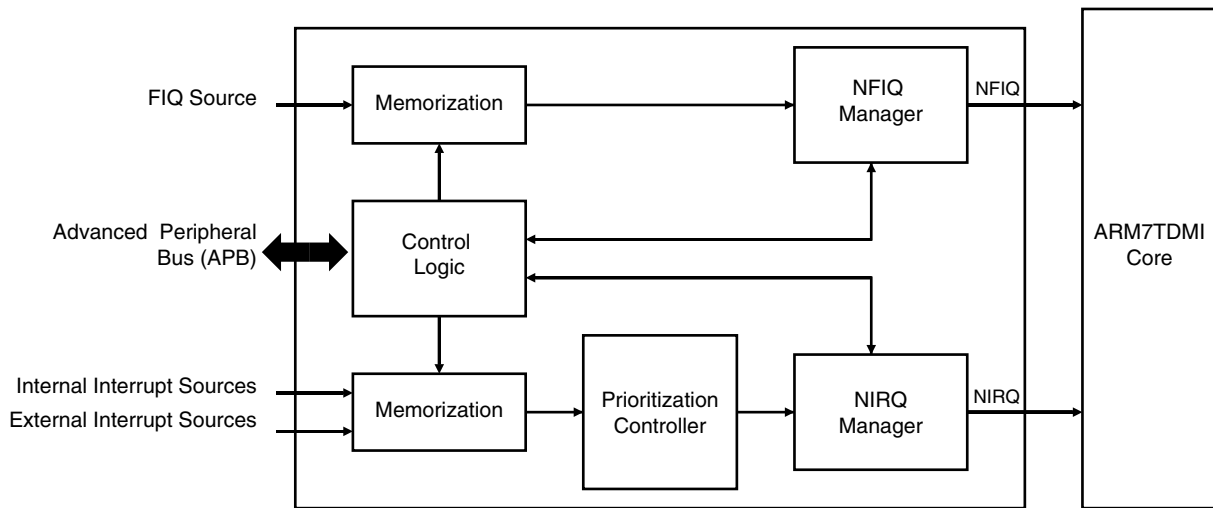 FIQ Source
Memorization
NFIQ
Manager
NFIQ
Advanced Peripheral
Bus (APB)
Control
Logic
ARM7TDMI
Core
Internal Interrupt Sources
External Interrupt Sources
Memorization
Prioritization
Controller
NIRQ
Manager
NIRQ